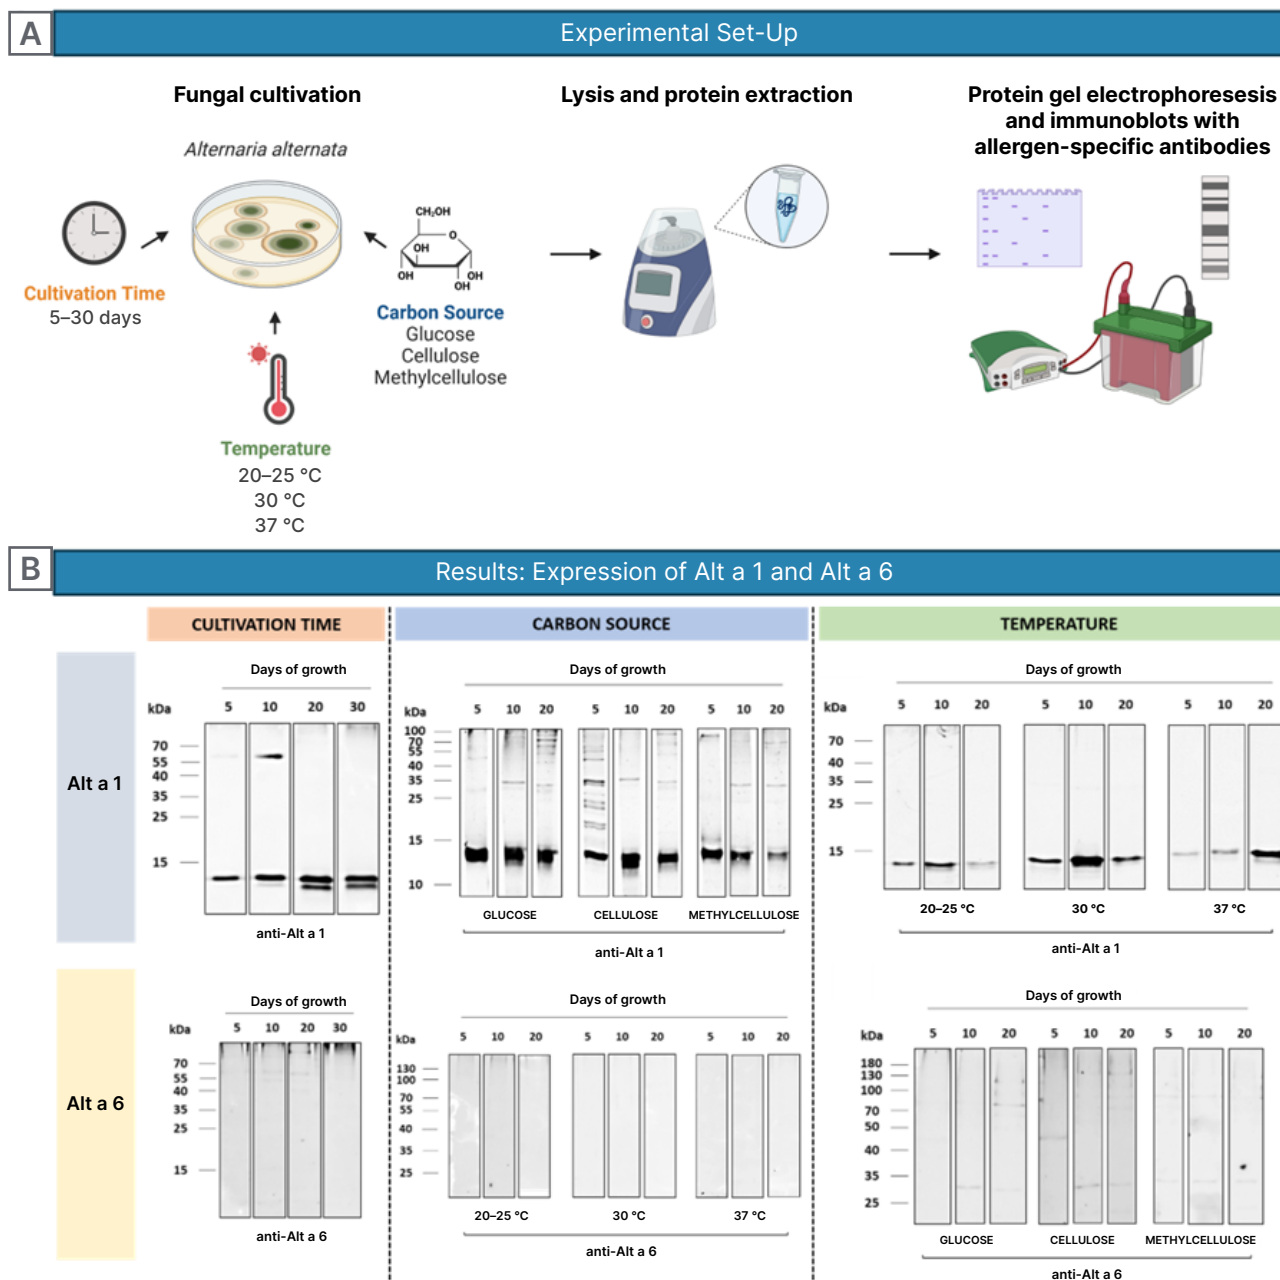 A
Experimental Set-Up
Fungal cultivation
Lysis and protein extraction
Protein gel electrophoresesis
and immunoblots with
allergen-specific antibodies
Alternaria alternata
Cultivation Time
5–30 days
CH₂OH
O
OH
OH
OH
OH
Carbon Source
Glucose
Cellulose
Methylcellulose
Temperature
20–25 °C
30 °C
37 °C
B
Results: Expression of Alt a 1 and Alt a 6
CULTIVATION TIME
CARBON SOURCE
TEMPERATURE
Alt a 1
Days of growth
kDa
5 10 20 30
70
55
40
35
25
15
anti-Alt a 1
Days of growth
kDa
5 10 20 5 10 20 5 10 20
100
70
55
40
35
25
15
10
GLUCOSE CELLULOSE METHYLCELLULOSE
anti-Alt a 1
Days of growth
kDa
5 10 20 5 10 20 5 10 20
70
40
35
25
15
20–25 °C 30 °C 37 °C
anti-Alt a 1
Alt a 6
Days of growth
kDa
5 10 20 30
70
55
40
35
25
15
anti-Alt a 6
Days of growth
kDa
5 10 20 5 10 20 5 10 20
130
100
70
55
40
35
25
20–25 °C 30 °C 37 °C
anti-Alt a 6
Days of growth
kDa
5 10 20 5 10 20 5 10 20
180
130
100
70
50
40
35
25
GLUCOSE CELLULOSE METHYLCELLULOSE
anti-Alt a 6